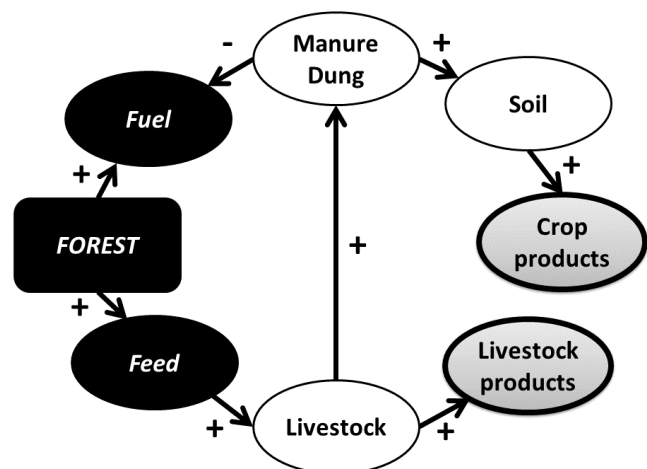 -
Manure
Dung
+
Fuel
Soil
+
+
FOREST
+
Crop
products
+
Feed
Livestock
products
+
Livestock
+